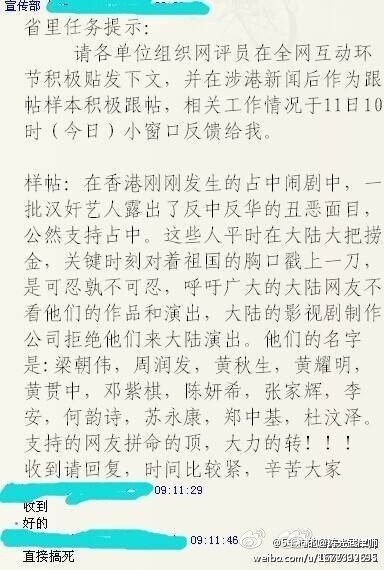 宣传部
省里任务提示:
请各单位组织网评员在全网互动环
节积极贴发下文，并在涉港新闻后作为跟
帖样本积极跟帖，相关工作情况于11日10
时（今日）小窗口反馈给我。
样帖：在香港刚刚发生的占中闹剧中，一
批汉奸艺人露出了反中反华的丑恶面目，
公然支持占中。这些人平时在大陆大把捞
金，关键时刻对着祖国的胸口戳上一刀，
是可忍孰不可忍，呼吁广大的大陆网友不
看他们的作品和演出，大陆的影视剧制作
公司拒绝他们来大陆演出。他们的名字
是:梁朝伟，周润发，黄秋生，黄耀明，
黄贯中，邓紫棋，陈妍希，张家辉，李
安，何韵诗，苏永康，郑中基，杜汶泽。
支持的网友拼命的顶，大力的转！！！
收到请回复，时间比较紧，辛苦大家
09:11:29
收到
好的
09:11:46
直接搞死